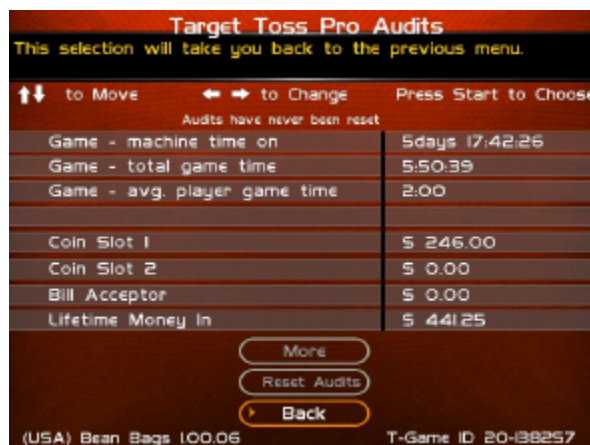 Target Toss Pro Audits
This selection will take you back to the previous menu.
to Move to Change Press Start to Choose
Audits have never been reset
Game - machine time on 5days 17:42:26
Game - total game time 5:50:39
Game - avg. player game time 2:00
Coin Slot 1 $ 246.00
Coin Slot 2 $ 0.00
Bill Acceptor $ 0.00
Lifetime Money In $ 441.25
More
Reset Audits
Back
(USA) Bean Bags 1.00.06 T-Game ID 20-138257